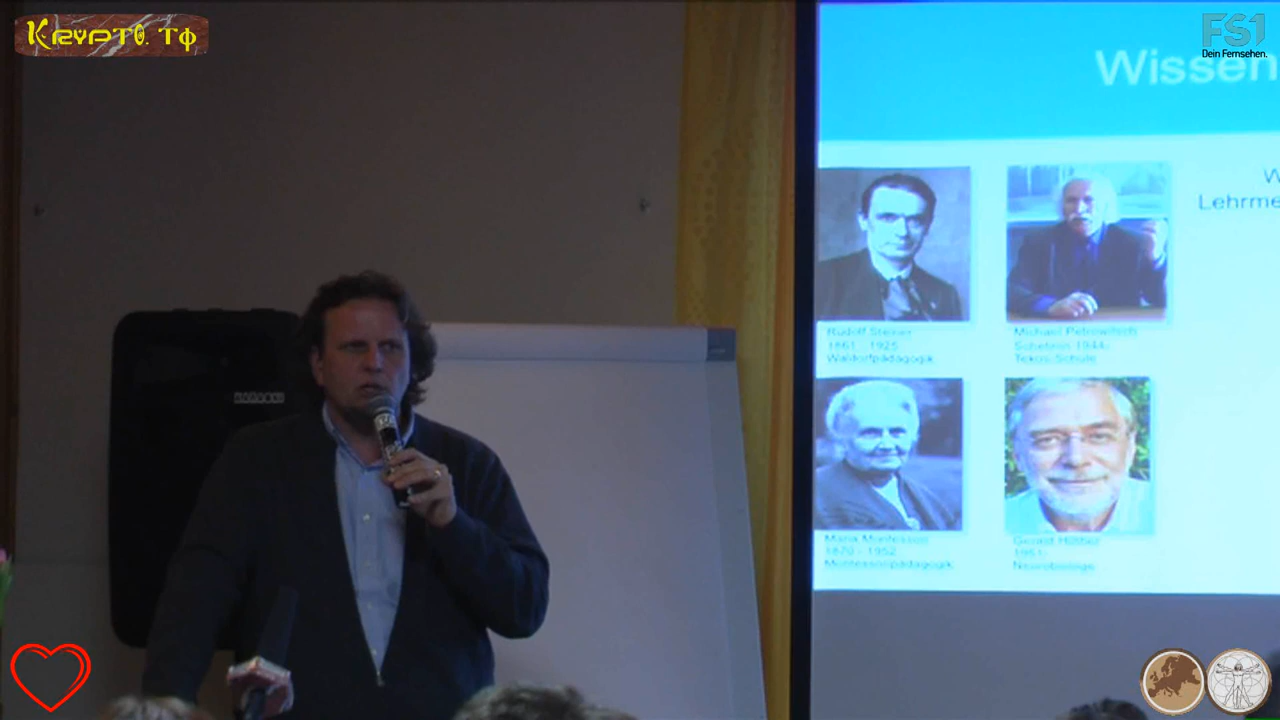 KRYPTO.TФ
FS1
Dein Fernsehen.
Wissen
W
Lehrme
Rudolf Steiner
1861 - 1925
Waldorfpädagogik
Michael Petrowitsch
Schetinin 1944-
Tekos-Schule
Maria Montessori
1870 - 1952
Montessoripädagogik
Gerald Hüther
1951-
Neurobiologe